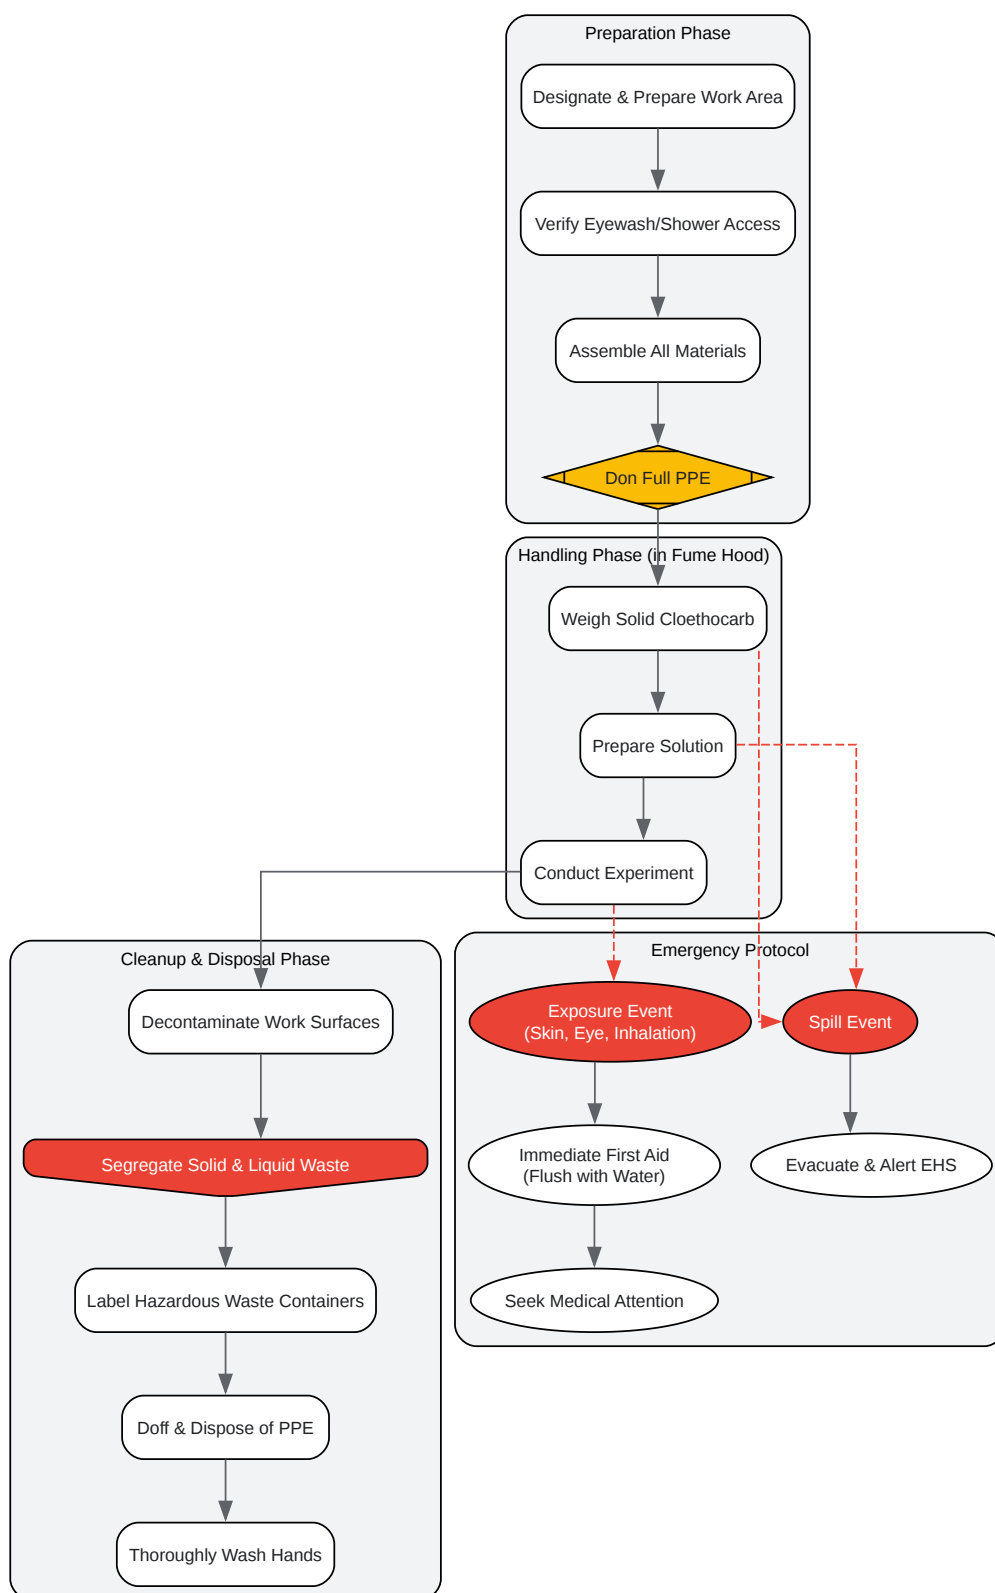 Preparation Phase
Designate & Prepare Work Area
Verify Eyewash/Shower Access
Assemble All Materials
Don Full PPE
Handling Phase (in Fume Hood)
Weigh Solid Cloethocarb
Prepare Solution
Conduct Experiment
Cleanup & Disposal Phase
Decontaminate Work Surfaces
Segregate Solid & Liquid Waste
Label Hazardous Waste Containers
Doff & Dispose of PPE
Thoroughly Wash Hands
Emergency Protocol
Exposure Event
(Skin, Eye, Inhalation)
Immediate First Aid
(Flush with Water)
Seek Medical Attention
Spill Event
Evacuate & Alert EHS